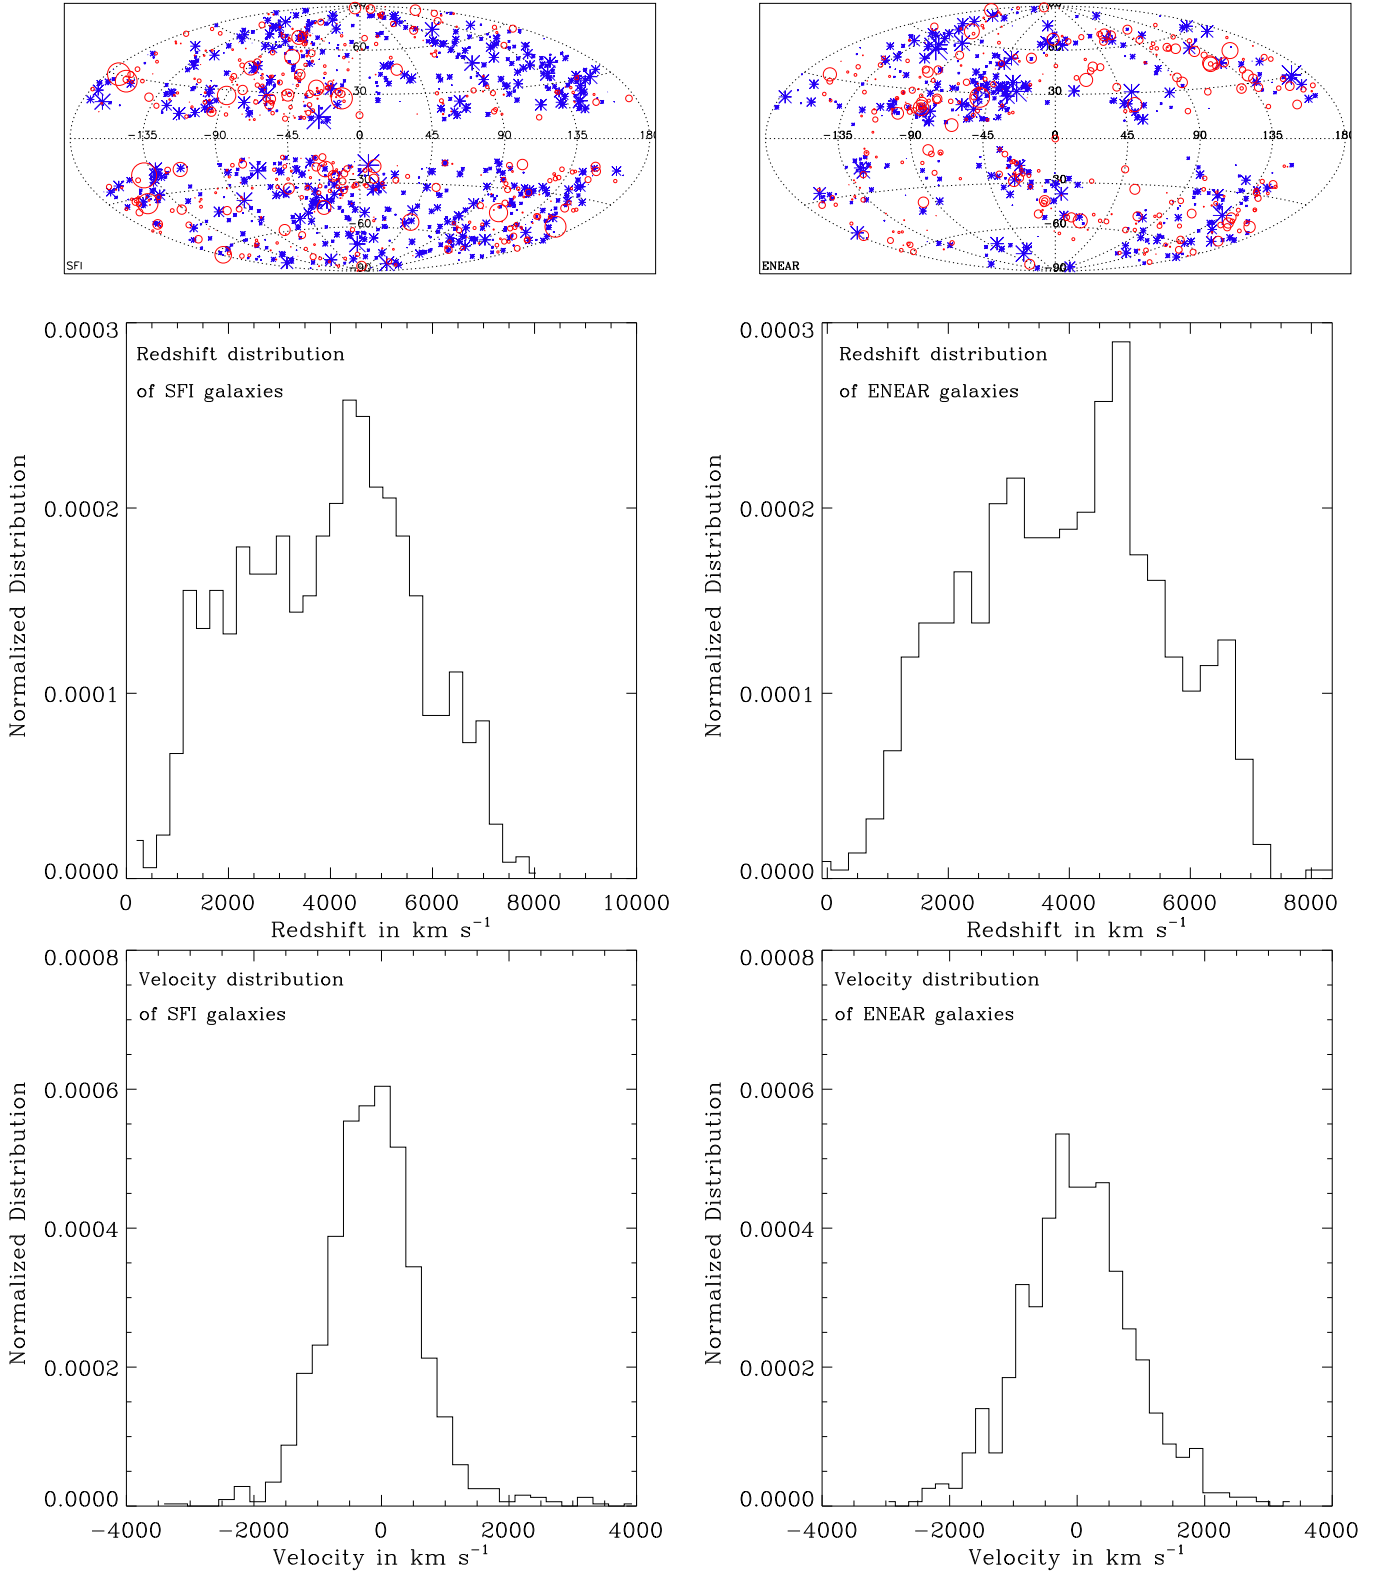 60
30
-135 -90 -45 0 45 90 135 180
-30
-60
-90
SFI
60
30
-135 -90 -45 0 45 90 135 180
-30
-60
-90
ENEAR
Redshift distribution
of SFI galaxies
Normalized Distribution
0.0003
0.0002
0.0001
0.0000
0 2000 4000 6000 8000 10000
Redshift in km s⁻¹
Redshift distribution
of ENEAR galaxies
Normalized Distribution
0.0003
0.0002
0.0001
0.0000
0 2000 4000 6000 8000
Redshift in km s⁻¹
Velocity distribution
of SFI galaxies
Normalized Distribution
0.0008
0.0006
0.0004
0.0002
0.0000
-4000 -2000 0 2000 4000
Velocity in km s⁻¹
Velocity distribution
of ENEAR galaxies
Normalized Distribution
0.0008
0.0006
0.0004
0.0002
0.0000
-4000 -2000 0 2000 4000
Velocity in km s⁻¹